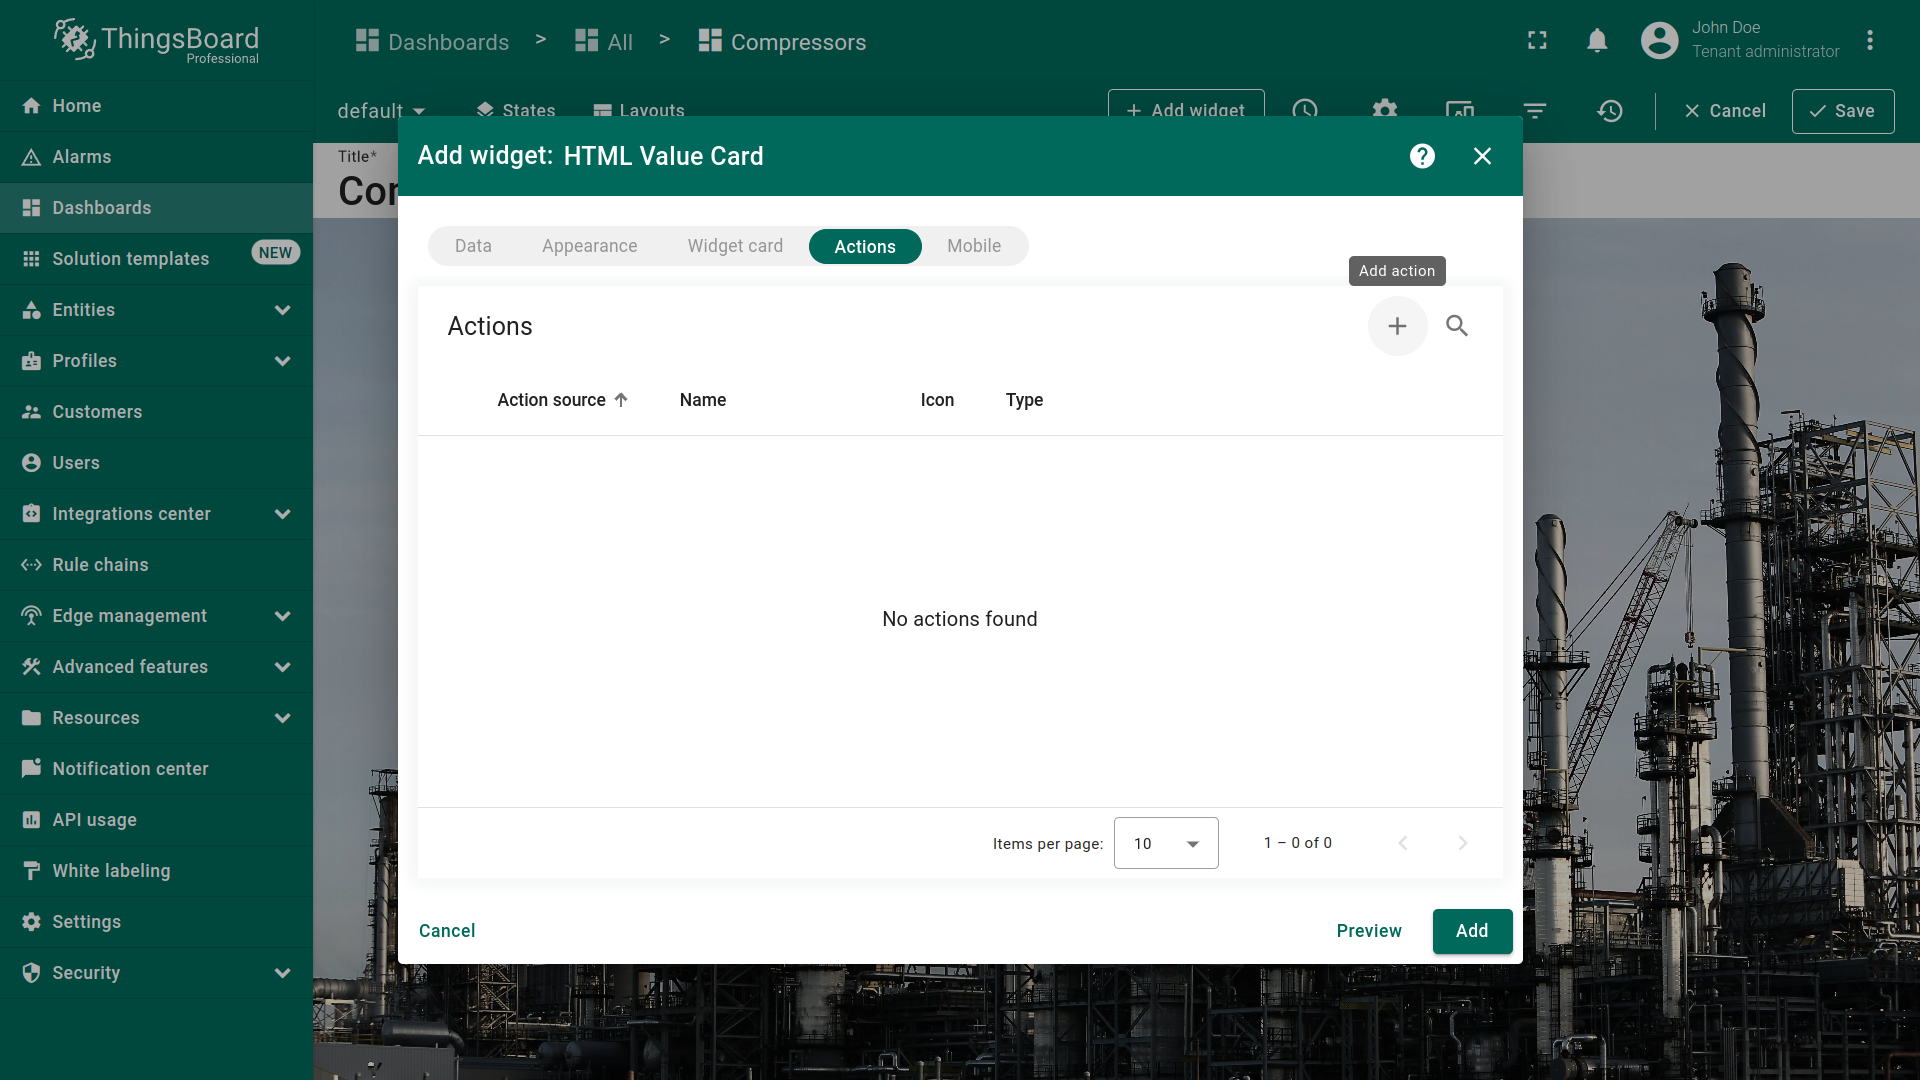 ThingsBoard
Professional
Dashboards > All > Compressors
John Doe
Tenant administrator
Home
Alarms
Dashboards
Solution templates NEW
Entities
Profiles
Customers
Users
Integrations center
Rule chains
Edge management
Advanced features
Resources
Notification center
API usage
White labeling
Settings
Security
default States Layouts
Add widget Cancel Save
Title*
Add widget: HTML Value Card
Data Appearance Widget card Actions Mobile
Add action
Actions
Action source Name Icon Type
No actions found
Items per page: 10 1 – 0 of 0
Cancel Preview Add